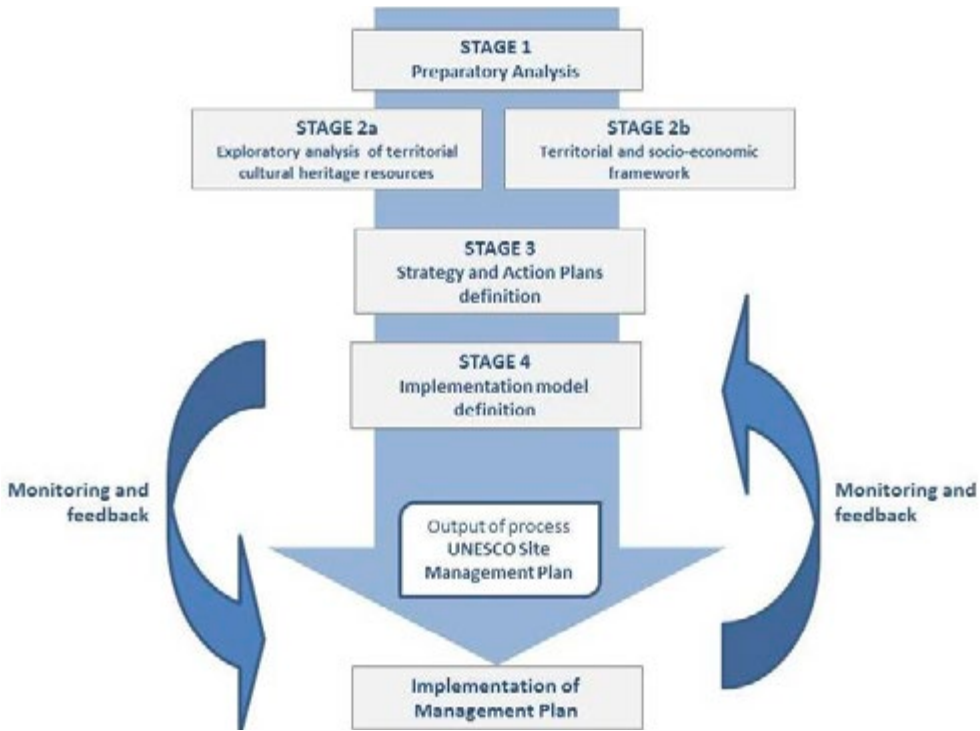 STAGE 1
Preparatory Analysis
STAGE 2a
Exploratory analysis of territorial
cultural heritage resources
STAGE 2b
Territorial and socio-economic
framework
STAGE 3
Strategy and Action Plans
definition
STAGE 4
Implementation model
definition
Monitoring and
feedback
Monitoring and
feedback
Output of process
UNESCO Site
Management Plan
Implementation of
Management Plan